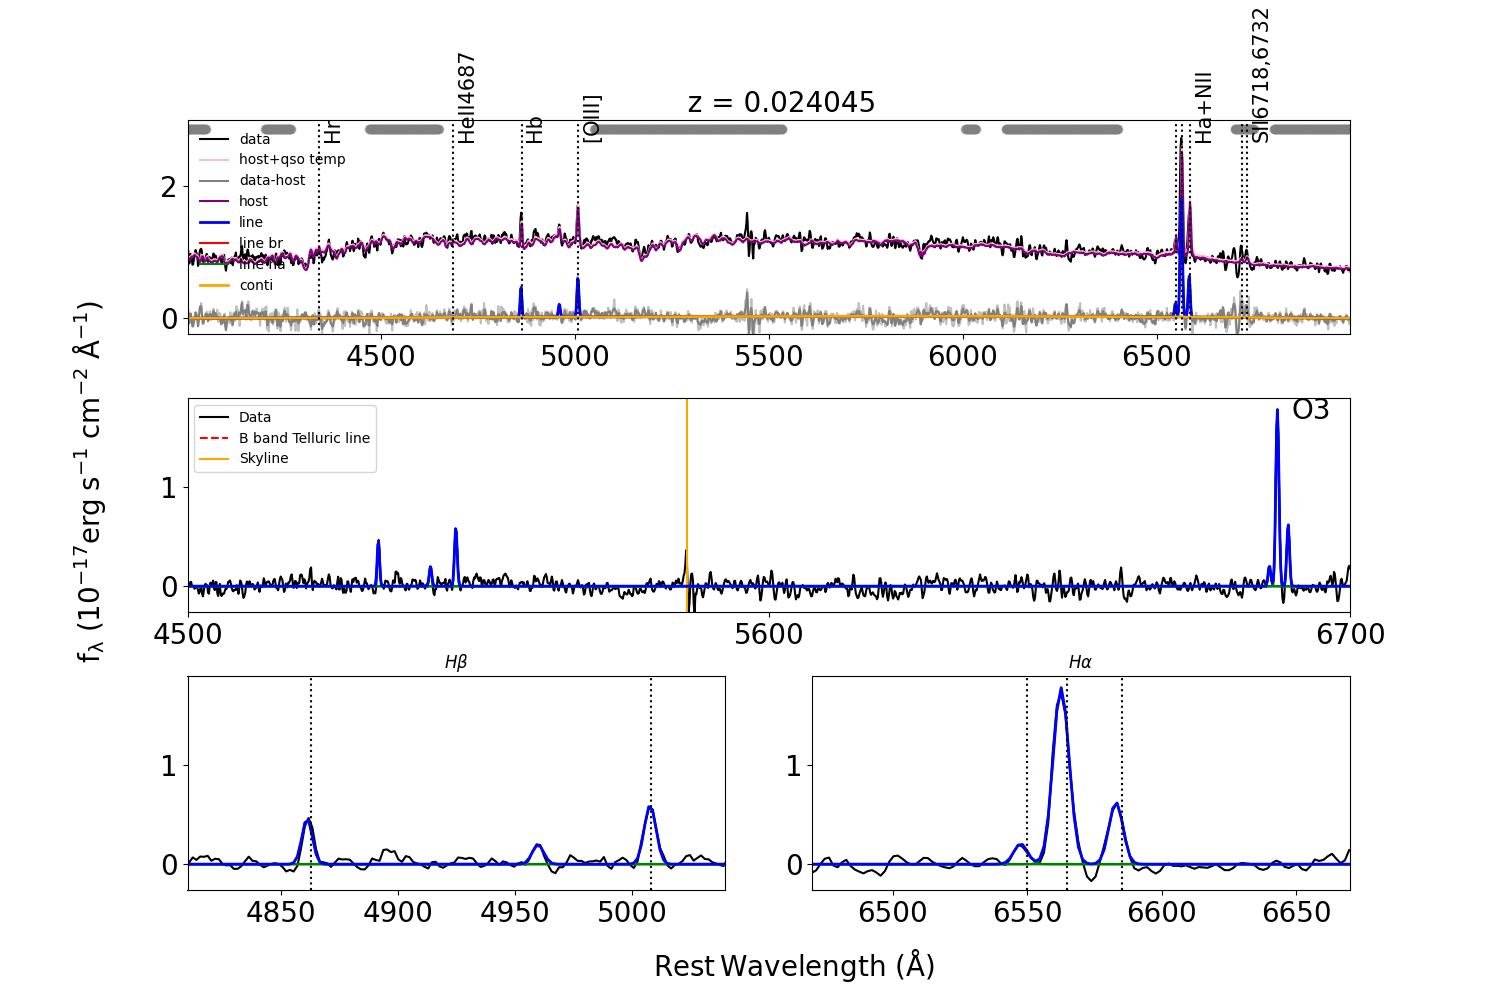 z = 0.024045
Hr
HeII4687
Hb
[OIII]
Ha+NII
SII6718,6732
data
host+qso temp
data-host
host
line
line br
line na
conti
2
0
4500 5000 5500 6000 6500
Data
B band Telluric line
Skyline
O3
1
0
4500 5600 6700
fλ (10−17erg s−1 cm−2 Å−1)
Hβ
1
0
4850 4900 4950 5000
Hα
1
0
6500 6550 6600 6650
Rest Wavelength (Å)